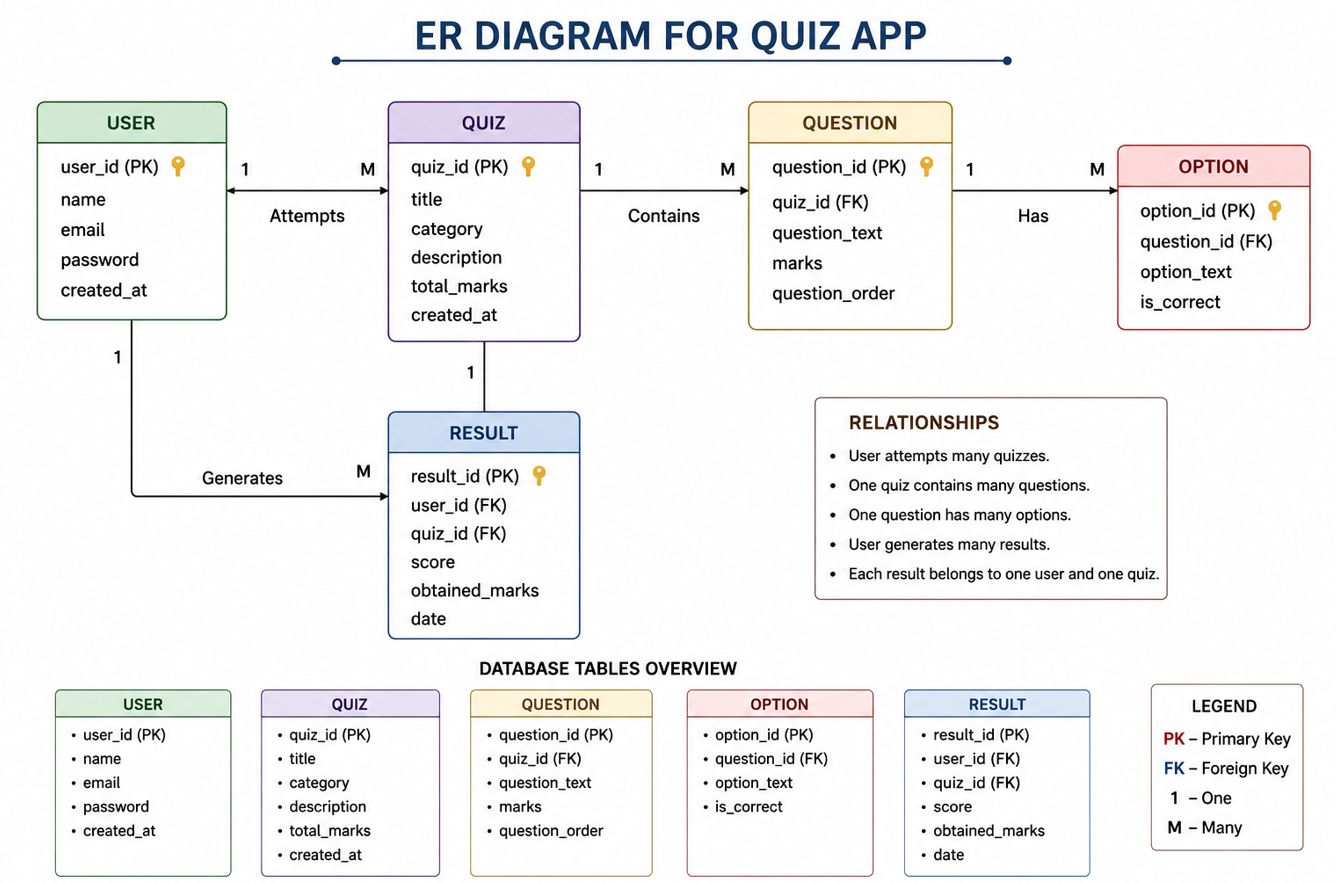 ER DIAGRAM FOR QUIZ APP
USER
user_id (PK)
name
email
password
created_at
1
M
Attempts
QUIZ
quiz_id (PK)
title
category
description
total_marks
created_at
1
M
Contains
QUESTION
question_id (PK)
quiz_id (FK)
question_text
marks
question_order
1
M
Has
OPTION
option_id (PK)
question_id (FK)
option_text
is_correct
1
Generates
M
1
RESULT
result_id (PK)
user_id (FK)
quiz_id (FK)
score
obtained_marks
date
RELATIONSHIPS
• User attempts many quizzes.
• One quiz contains many questions.
• One question has many options.
• User generates many results.
• Each result belongs to one user and one quiz.
DATABASE TABLES OVERVIEW
USER
• user_id (PK)
• name
• email
• password
• created_at
QUIZ
• quiz_id (PK)
• title
• category
• description
• total_marks
• created_at
QUESTION
• question_id (PK)
• quiz_id (FK)
• question_text
• marks
• question_order
OPTION
• option_id (PK)
• question_id (FK)
• option_text
• is_correct
RESULT
• result_id (PK)
• user_id (FK)
• quiz_id (FK)
• score
• obtained_marks
• date
LEGEND
PK – Primary Key
FK – Foreign Key
1 – One
M – Many